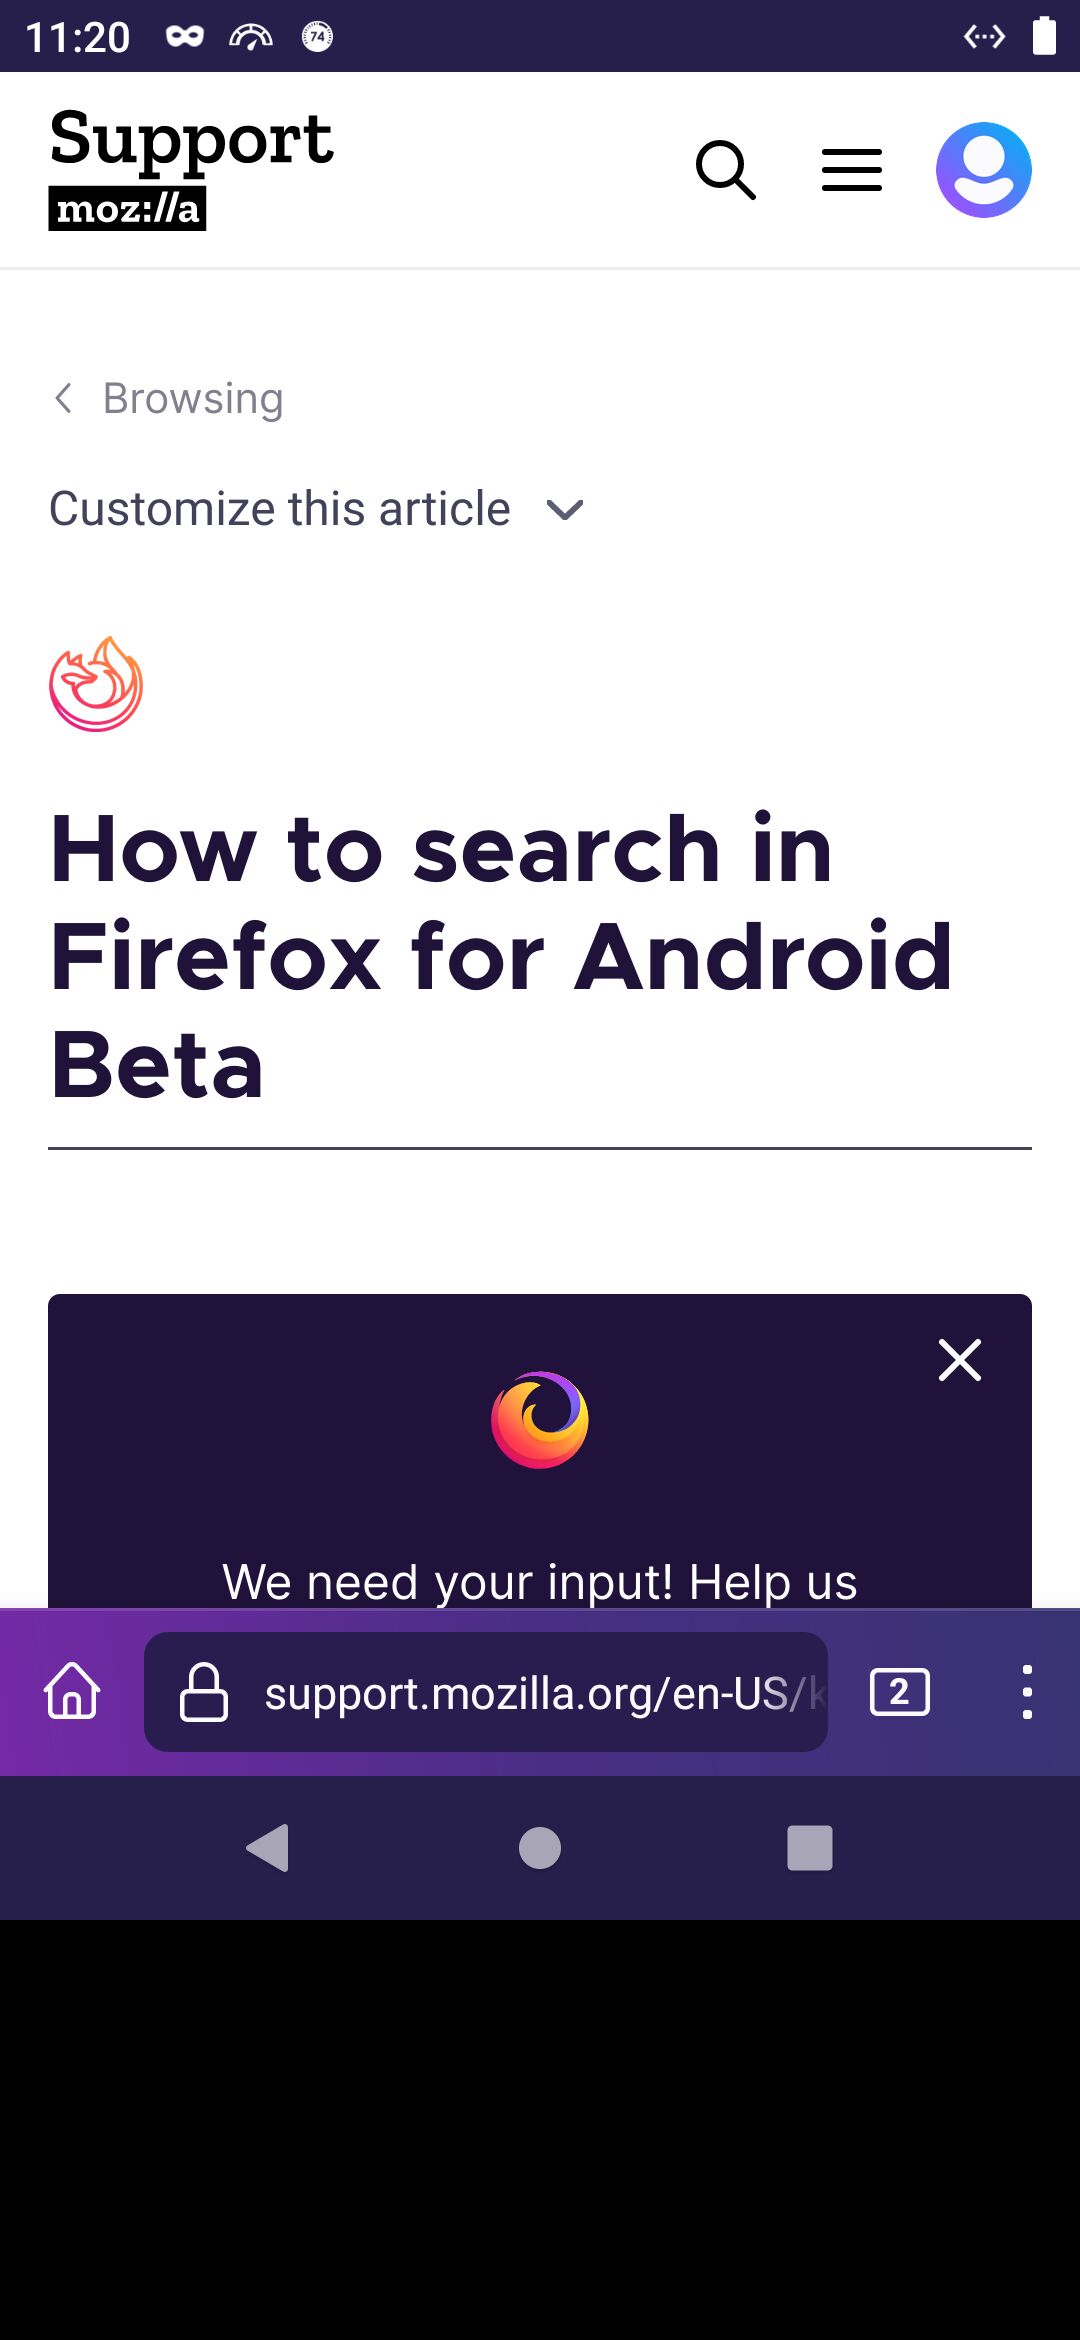 11:20
74
Support
moz://a
Browsing
Customize this article
How to search in
Firefox for Android
Beta
We need your input! Help us
support.mozilla.org/en-US/k
2